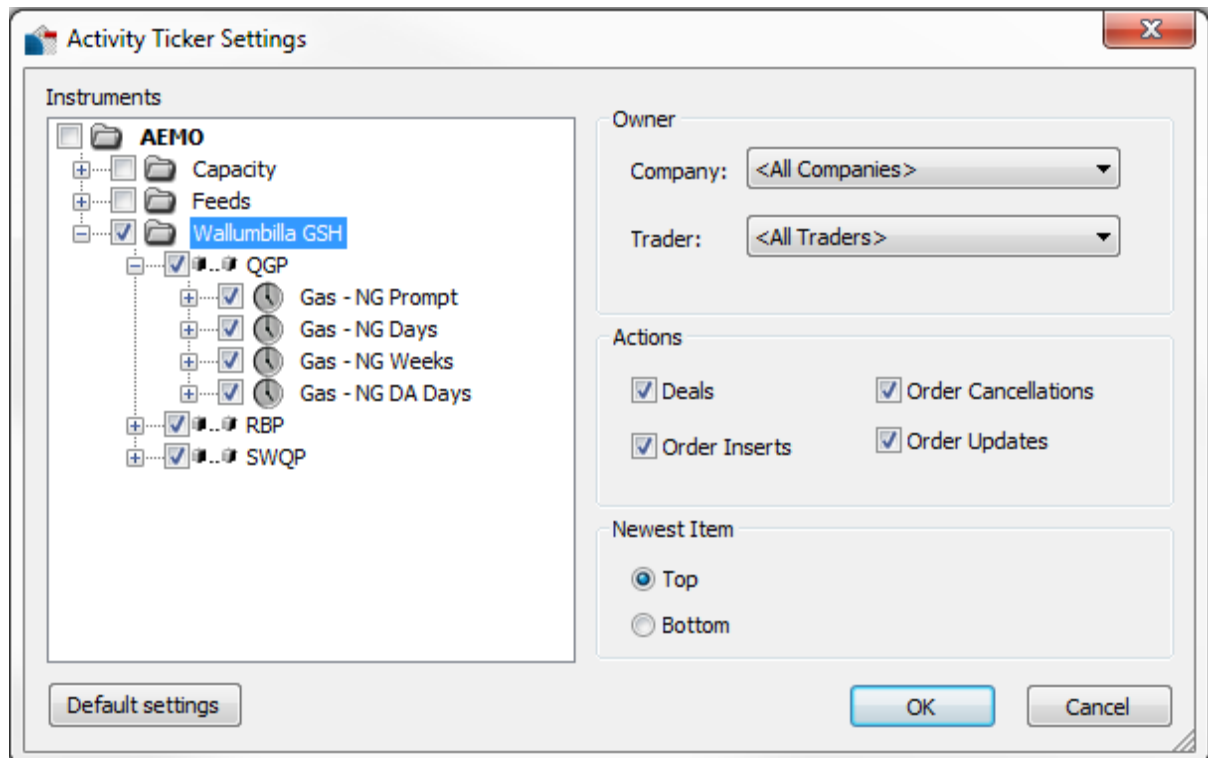 Activity Ticker Settings
Instruments
AEMO
Capacity
Feeds
Wallumbilla GSH
QGP
Gas - NG Prompt
Gas - NG Days
Gas - NG Weeks
Gas - NG DA Days
RBP
SWQP
Owner
Company: <All Companies>
Trader: <All Traders>
Actions
Deals
Order Cancellations
Order Inserts
Order Updates
Newest Item
Top
Bottom
Default settings
OK
Cancel